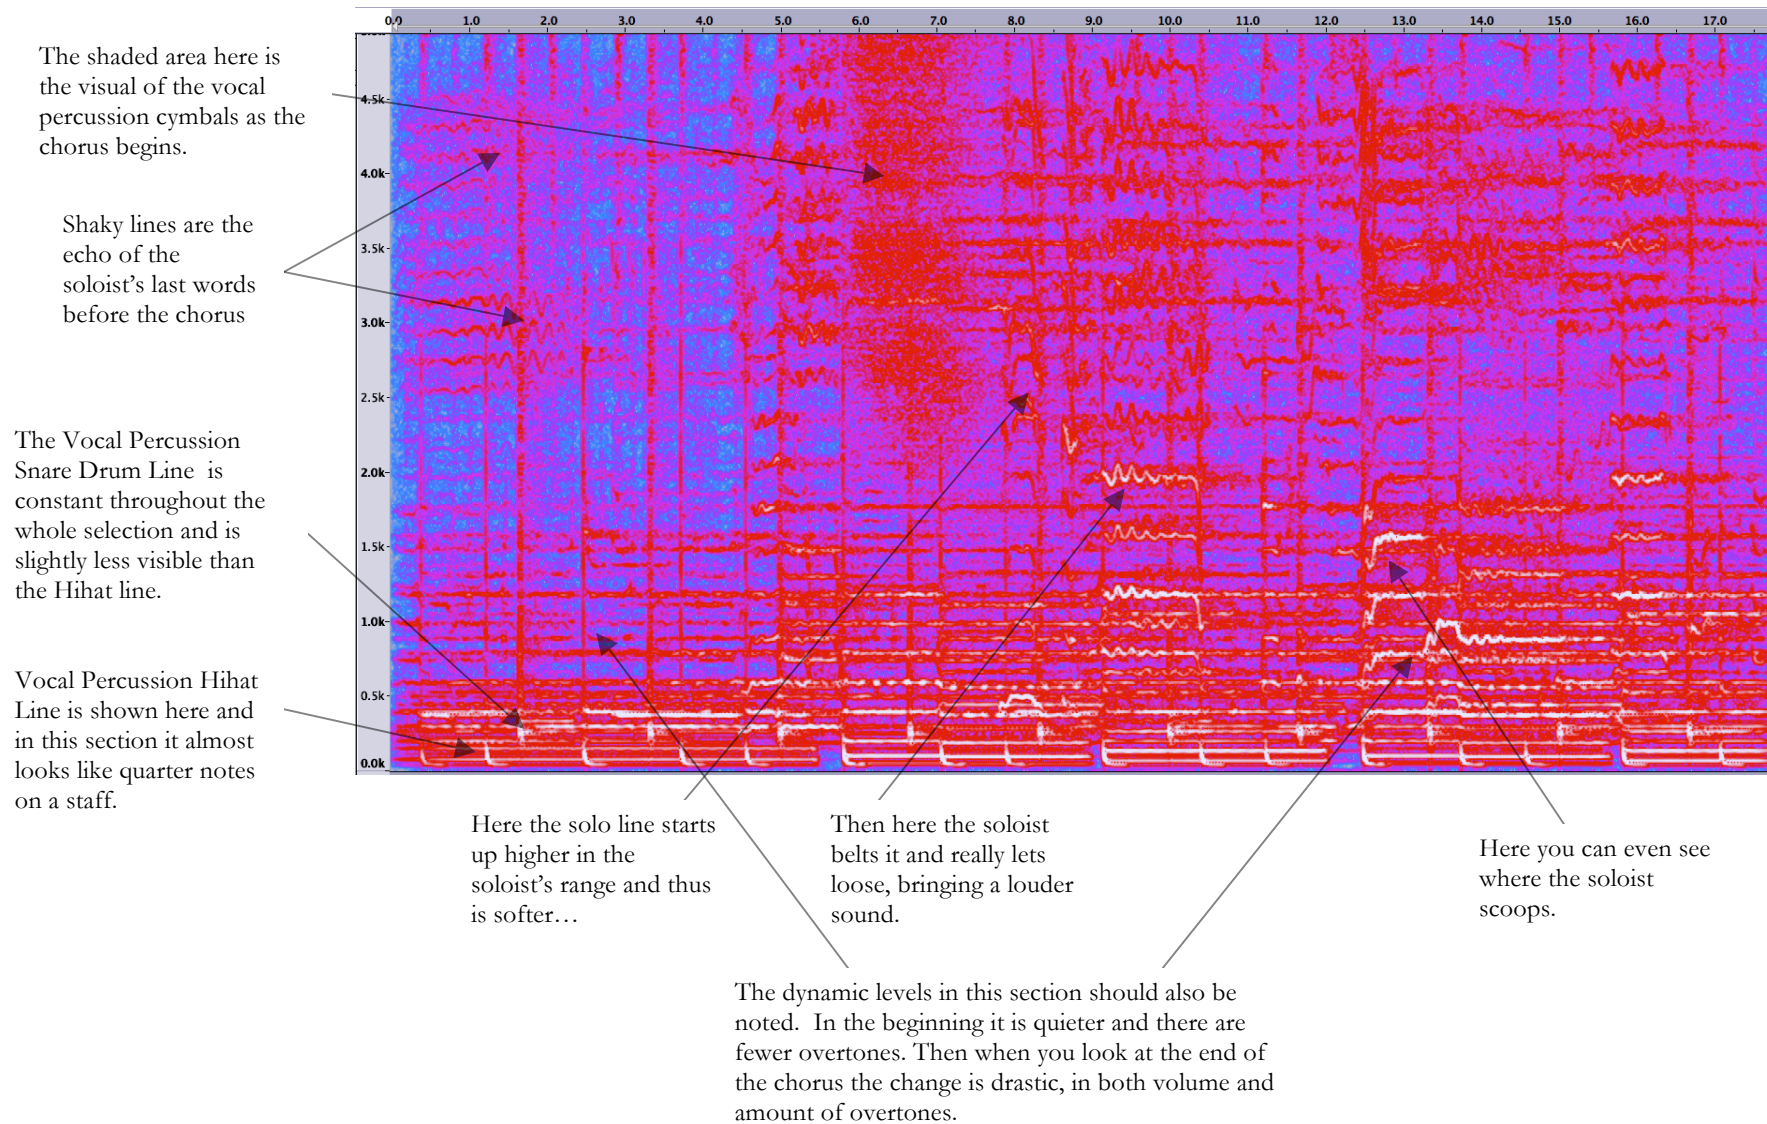 0.0 1.0 2.0 3.0 4.0 5.0 6.0 7.0 8.0 9.0 10.0 11.0 12.0 13.0 14.0 15.0 16.0 17.0
4.5k
4.0k
3.5k
3.0k
2.5k
2.0k
1.5k
1.0k
0.5k
0.0k
The shaded area here is
the visual of the vocal
percussion cymbals as the
chorus begins.
Shaky lines are the
echo of the
soloist’s last words
before the chorus
The Vocal Percussion
Snare Drum Line is
constant throughout the
whole selection and is
slightly less visible than
the Hihat line.
Vocal Percussion Hihat
Line is shown here and
in this section it almost
looks like quarter notes
on a staff.
Here the solo line starts
up higher in the
soloist’s range and thus
is softer…
Then here the soloist
belts it and really lets
loose, bringing a louder
sound.
Here you can even see
where the soloist
scoops.
The dynamic levels in this section should also be
noted. In the beginning it is quieter and there are
fewer overtones. Then when you look at the end of
the chorus the change is drastic, in both volume and
amount of overtones.